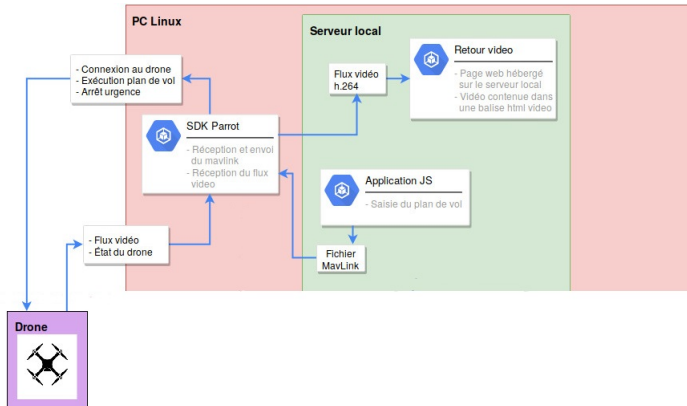 PC Linux
Serveur local
Retour video
- Page web hébergé
sur le serveur local
- Vidéo contenue dans
une balise html video
Flux vidéo
h.264
- Connexion au drone
- Exécution plan de vol
- Arrêt urgence
SDK Parrot
- Réception et envoi
du mavlink
- Réception du flux
video
Application JS
- Saisie du plan de vol
- Flux vidéo
- État du drone
Fichier
MavLink
Drone